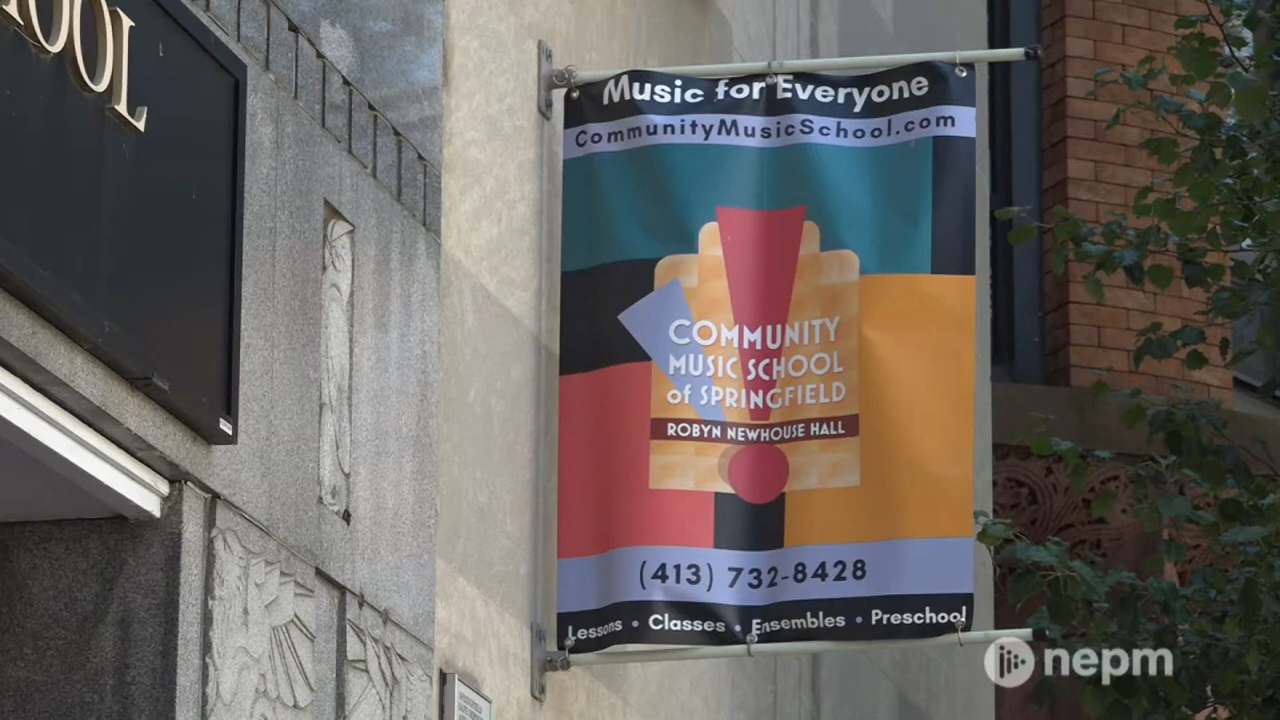 OOL
Music for Everyone
CommunityMusicSchool.com
COMMUNITY
MUSIC SCHOOL
of SPRINGFIELD
ROBYN NEWHOUSE HALL
(413) 732-8428
Lessons • Classes • Ensembles • Preschool
nepm